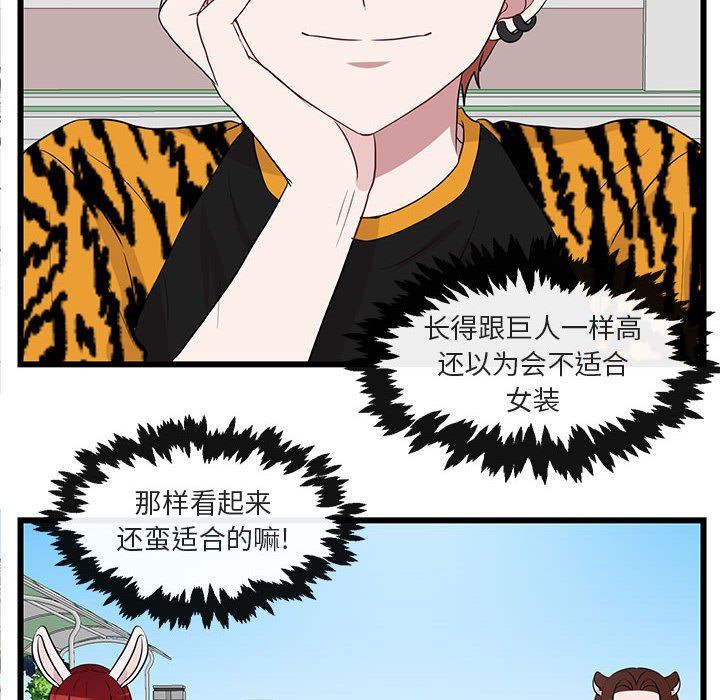 长得跟巨人一样高
还以为会不适合
女装
那样看起来
还蛮适合的嘛!